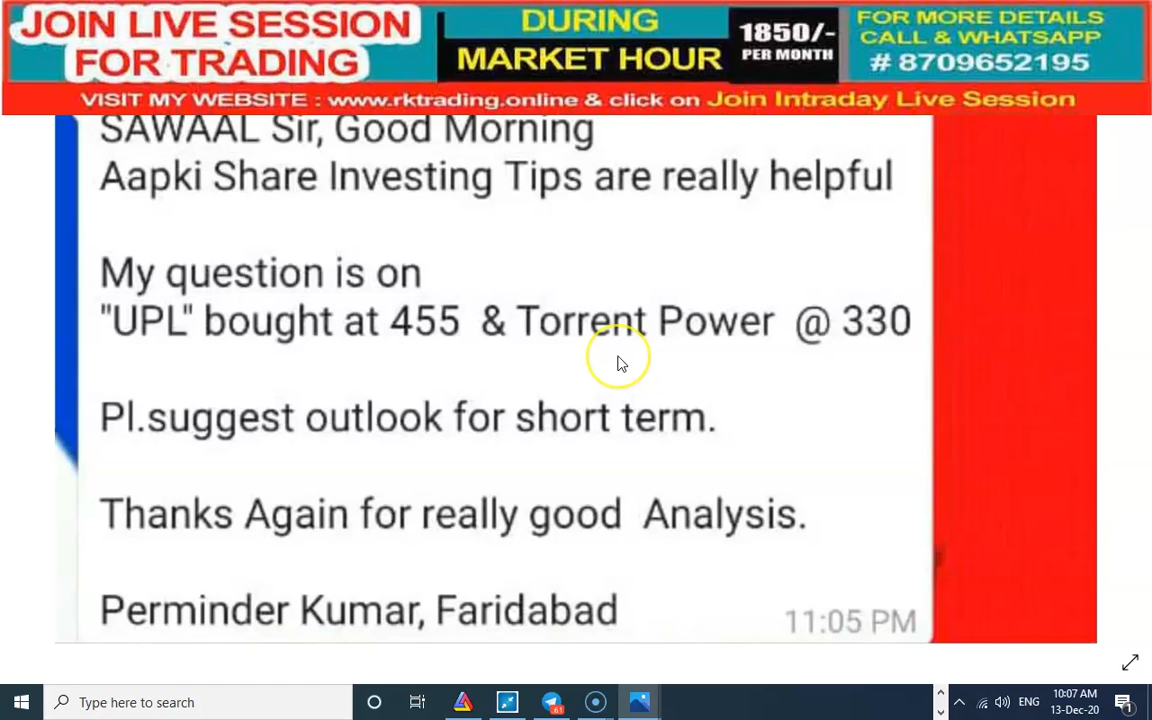 JOIN LIVE SESSION
FOR TRADING
DURING
MARKET HOUR
1850/-
PER MONTH
FOR MORE DETAILS
CALL & WHATSAPP
# 8709652195
VISIT MY WEBSITE : www.rktrading.online & click on Join Intraday Live Session
SAWAAL Sir, Good Morning
Aapki Share Investing Tips are really helpful
My question is on
"UPL" bought at 455 & Torrent Power @ 330
Pl.suggest outlook for short term.
Thanks Again for really good Analysis.
Perminder Kumar, Faridabad
11:05 PM
Type here to search
61
ENG
10:07 AM
13-Dec-20
1